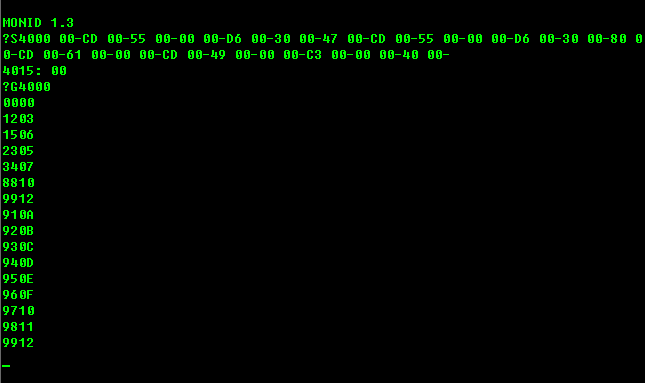 MONID 1.3
?S4000 00-CD 00-55 00-00 00-D6 00-30 00-47 00-CD 00-55 00-00 00-D6 00-30 00-80 0
0-CD 00-61 00-00 00-CD 00-49 00-00 00-C3 00-00 00-40 00-
4015: 00
?G4000
0000
1203
1506
2305
3407
8810
9912
910A
920B
930C
940D
950E
960F
9710
9811
9912
_